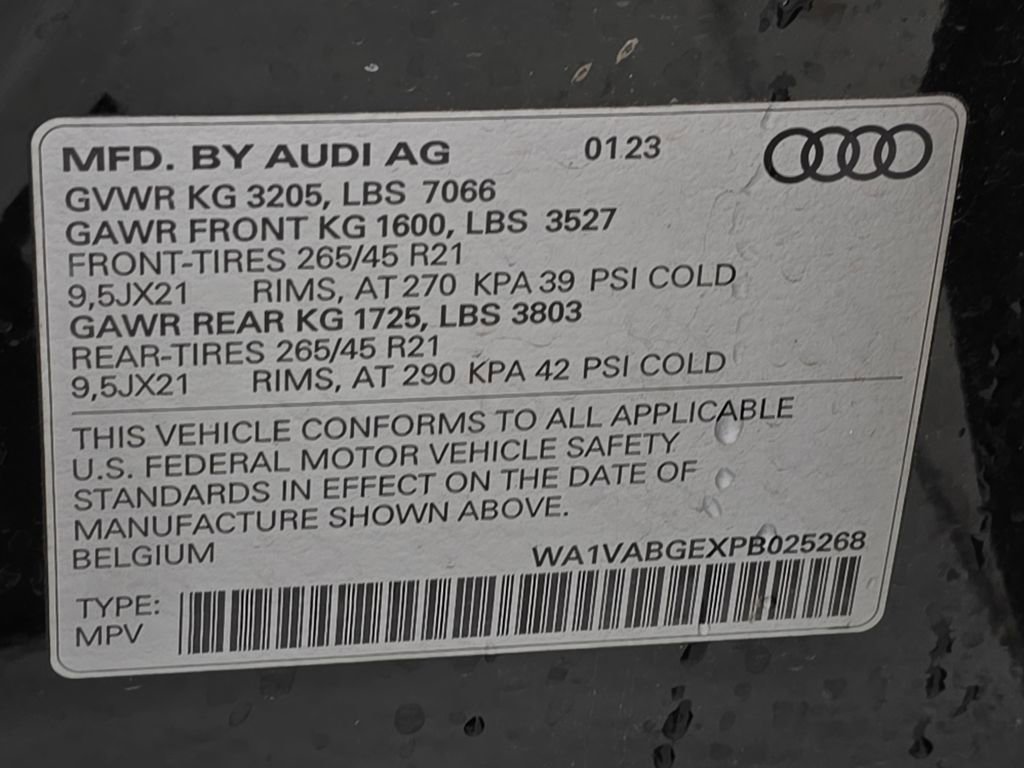 MFD. BY AUDI AG 01 23
GVWR KG 3205, LBS 7066
GAWR FRONT KG 1600, LBS 3527
FRONT-TIRES 265/45 R21
9,5JX21 RIMS, AT 270 KPA 39 PSI COLD
GAWR REAR KG 1725, LBS 3803
REAR-TIRES 265/45 R21
9,5JX21 RIMS, AT 290 KPA 42 PSI COLD
THIS VEHICLE CONFORMS TO ALL APPLICABLE
U.S. FEDERAL MOTOR VEHICLE SAFETY
STANDARDS IN EFFECT ON THE DATE OF
MANUFACTURE SHOWN ABOVE.
BELGIUM WA1VABGEXPB025268
TYPE:
MPV